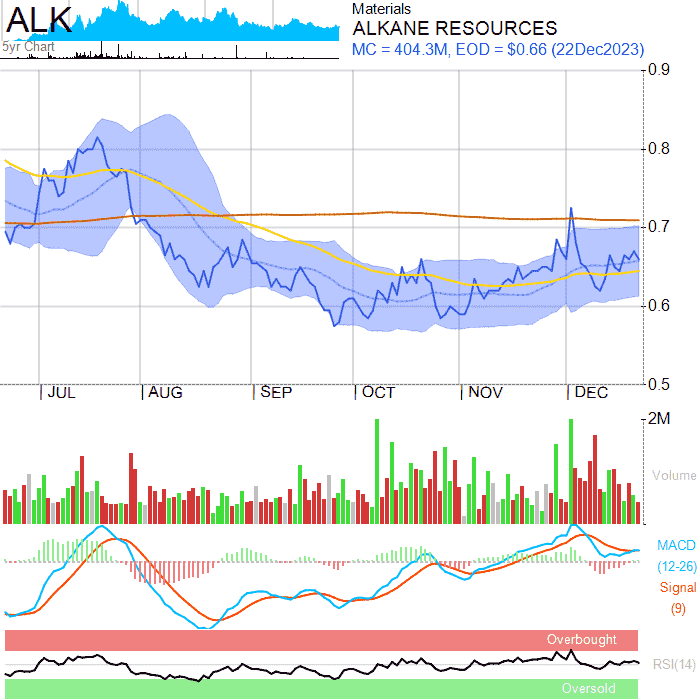 ALK
5yr Chart
Materials
ALKANE RESOURCES
MC = 404.3M, EOD = $0.66 (22Dec2023)
0.9
0.8
0.7
0.6
0.5
JUL AUG SEP OCT NOV DEC
2M
Volume
MACD
(12-26)
Signal
(9)
Overbought
RSI(14)
Oversold